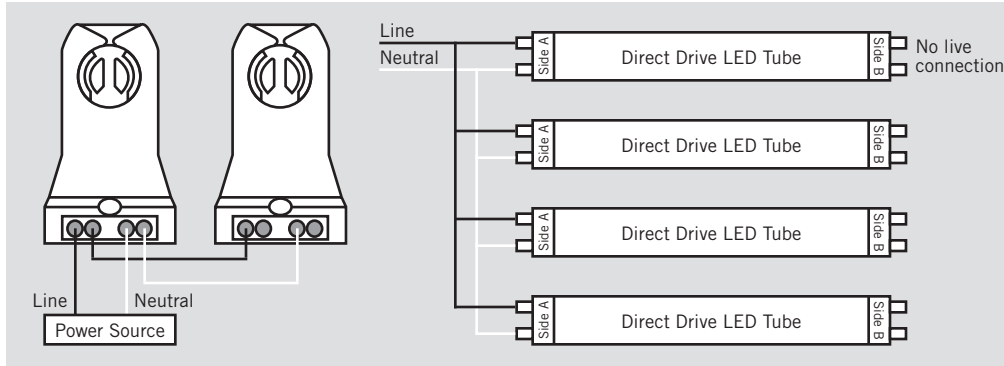 Line
Neutral
Power Source
Line
Neutral
Side A
Direct Drive LED Tube
Side B
No live
connection
Side A
Direct Drive LED Tube
Side B
Side A
Direct Drive LED Tube
Side B
Side A
Direct Drive LED Tube
Side B